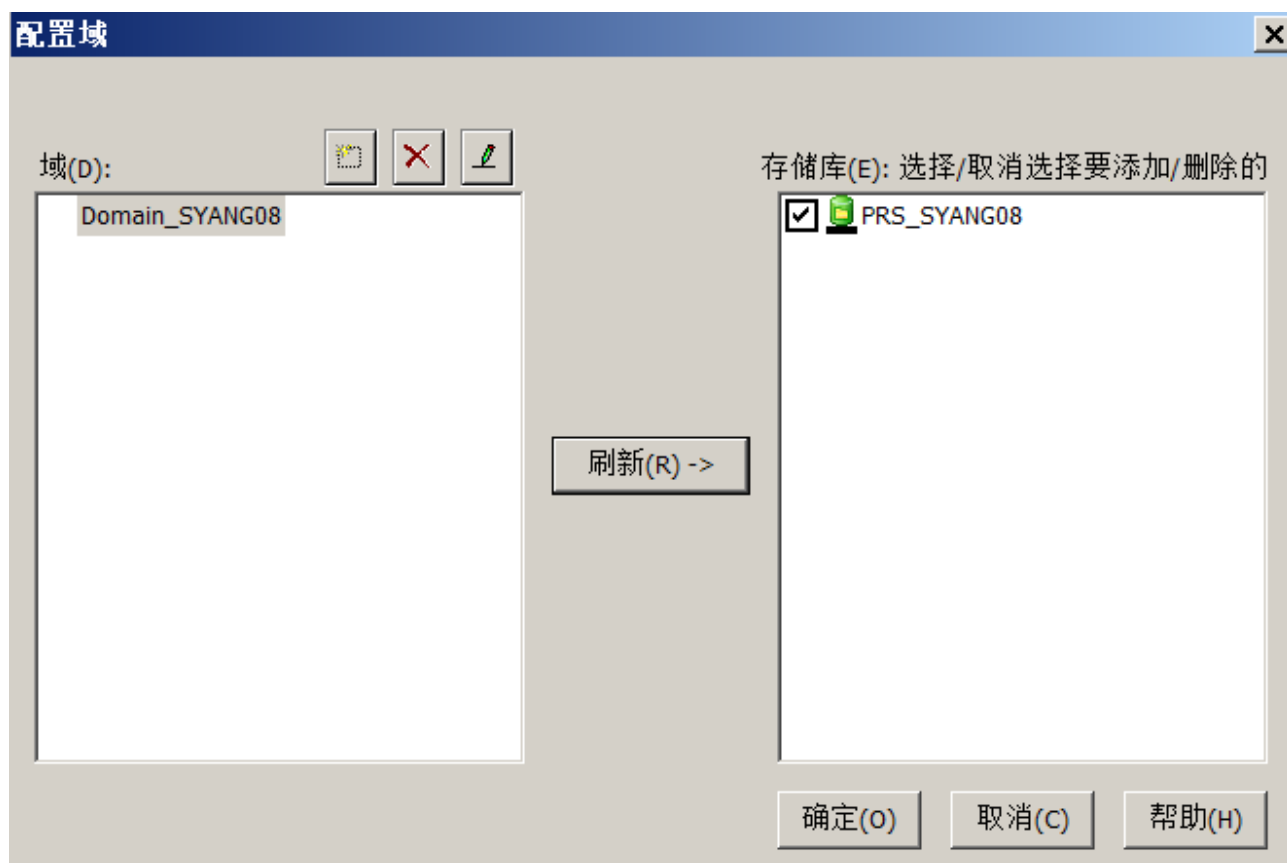 配置域
域(D):
存储库(E): 选择/取消选择要添加/删除的
Domain_SYANG08
PRS_SYANG08
刷新(R) ->
确定(O)
取消(C)
帮助(H)